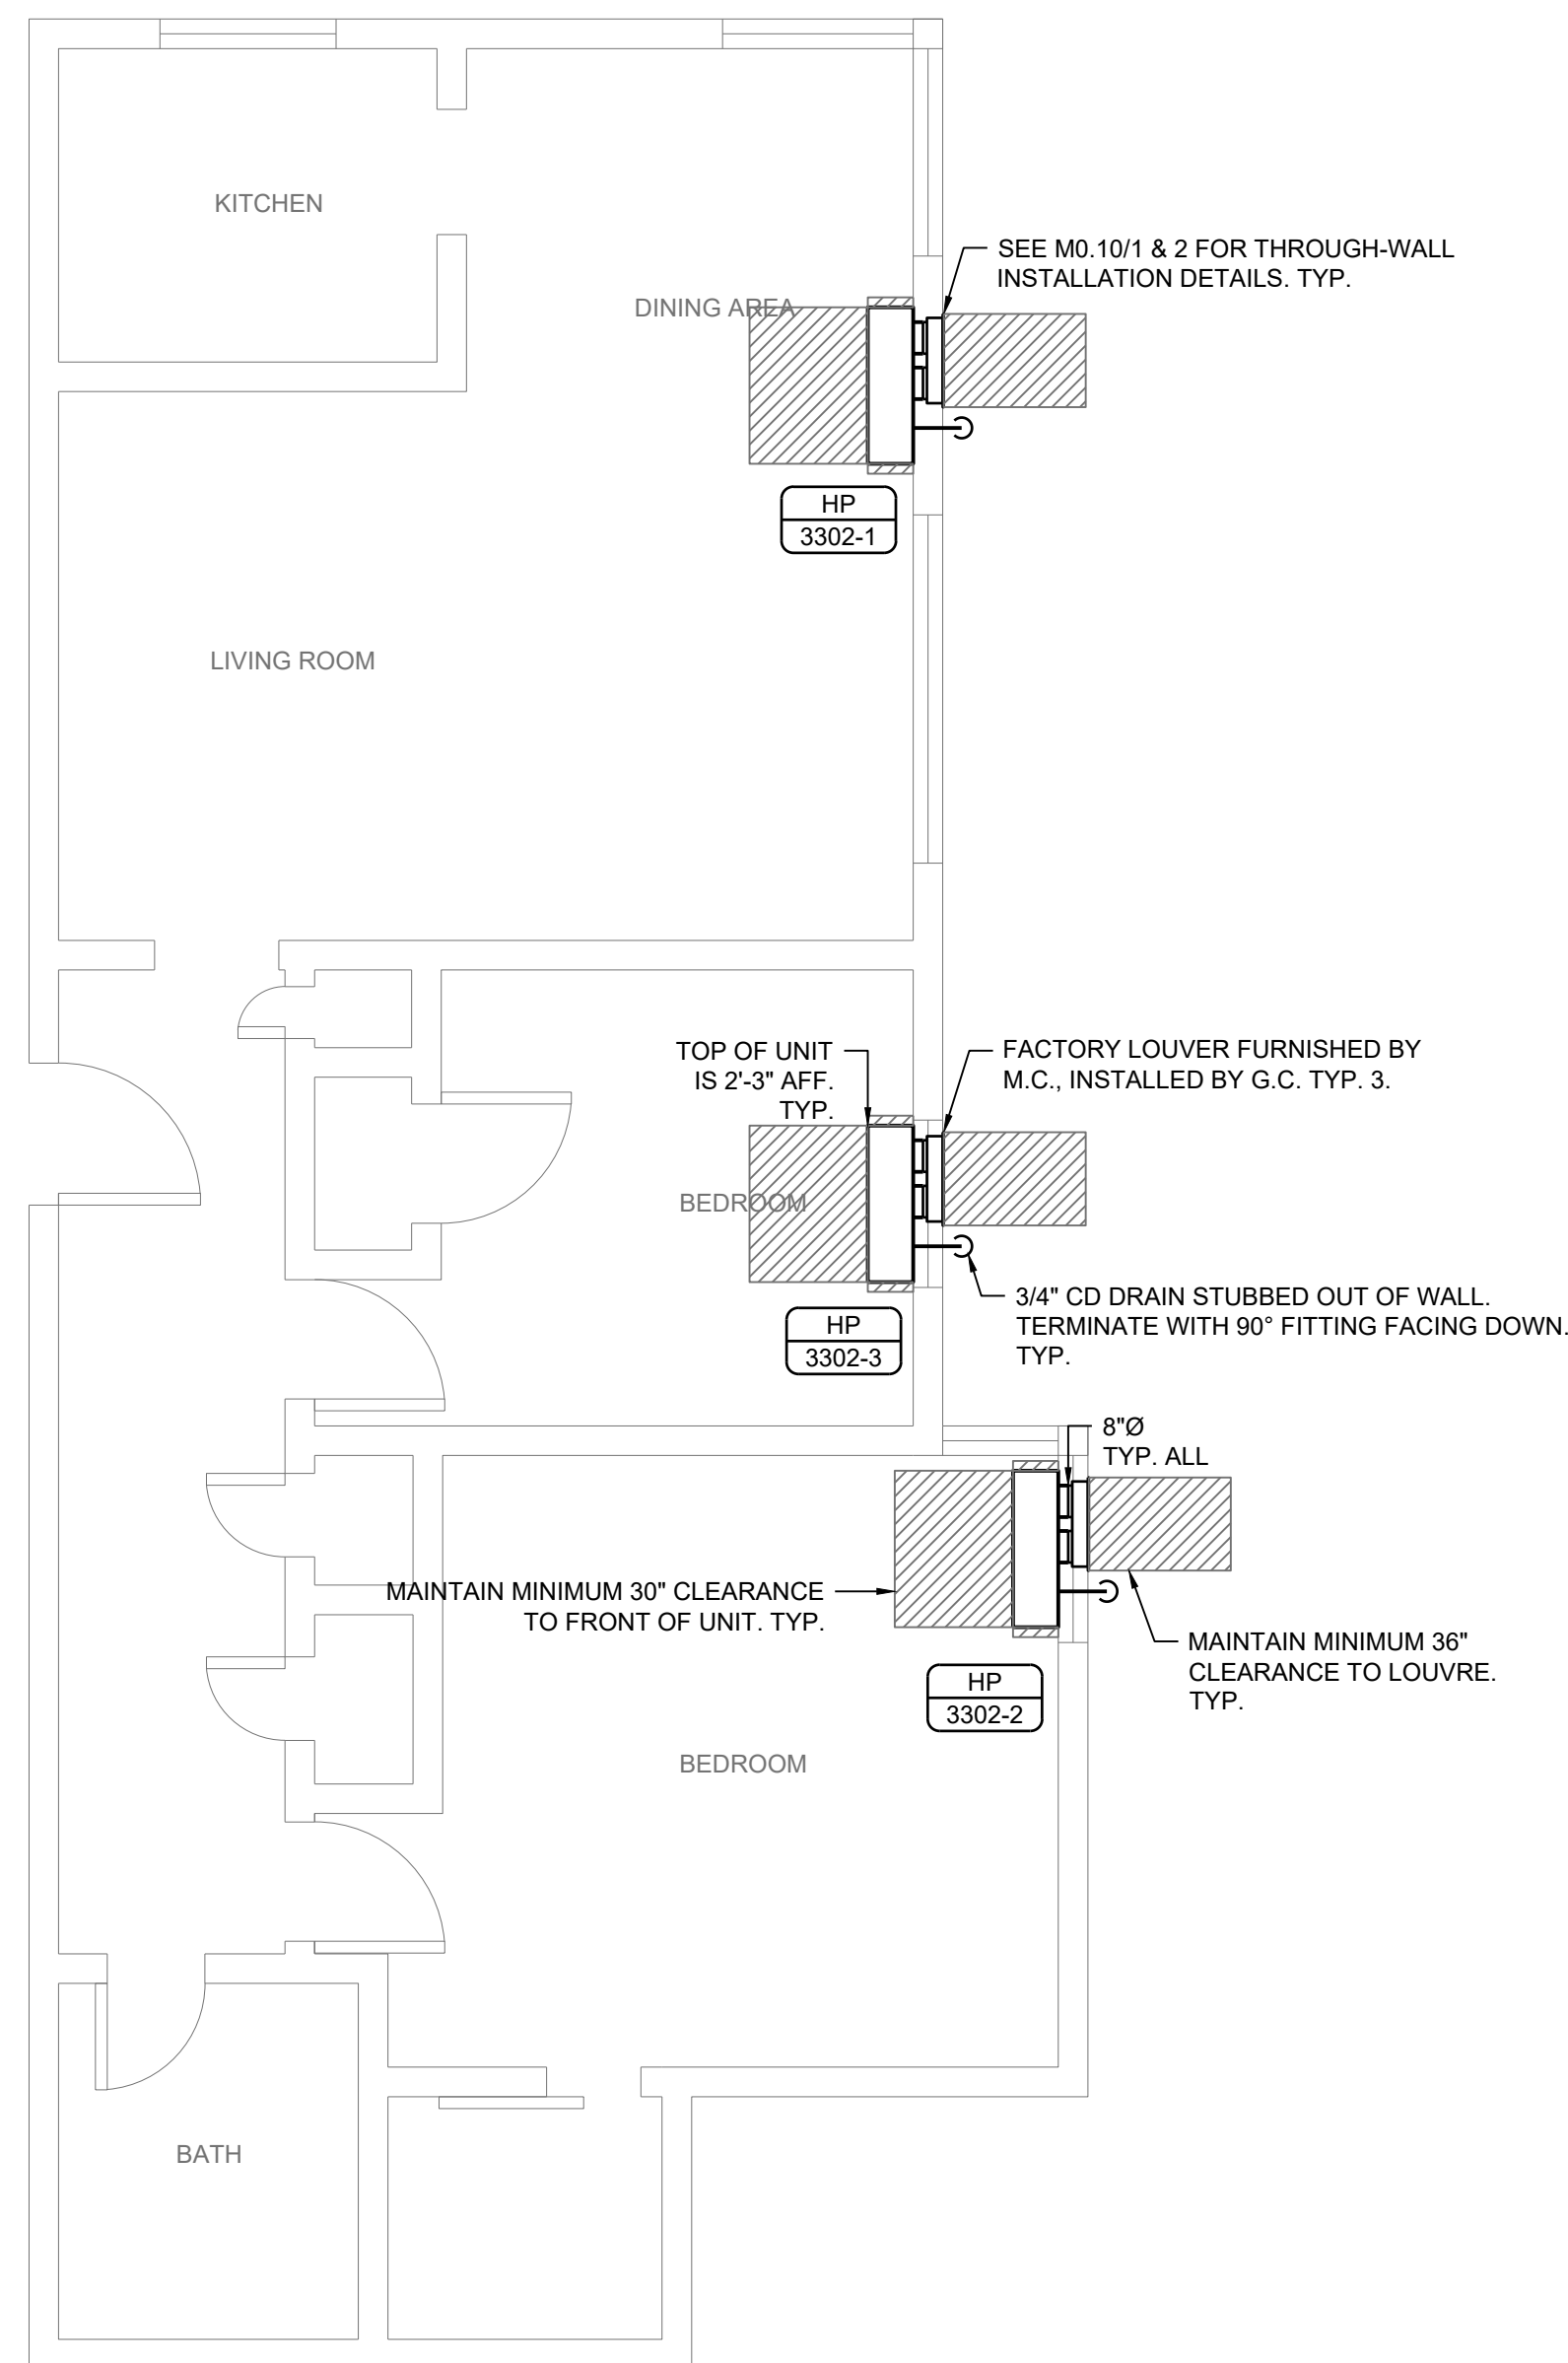 KITCHEN
SEE M0.10/1 & 2 FOR THROUGH-WALL
INSTALLATION DETAILS. TYP.
DINING AREA
HP
3302-1
LIVING ROOM
TOP OF UNIT
IS 2'-3" AFF.
TYP.
FACTORY LOUVER FURNISHED BY
M.C., INSTALLED BY G.C. TYP. 3.
BEDROOM
3/4" CD DRAIN STUBBED OUT OF WALL.
TERMINATE WITH 90° FITTING FACING DOWN.
TYP.
HP
3302-3
8"Ø
TYP. ALL
MAINTAIN MINIMUM 30" CLEARANCE
TO FRONT OF UNIT. TYP.
MAINTAIN MINIMUM 36"
CLEARANCE TO LOUVRE.
TYP.
HP
3302-2
BEDROOM
BATH